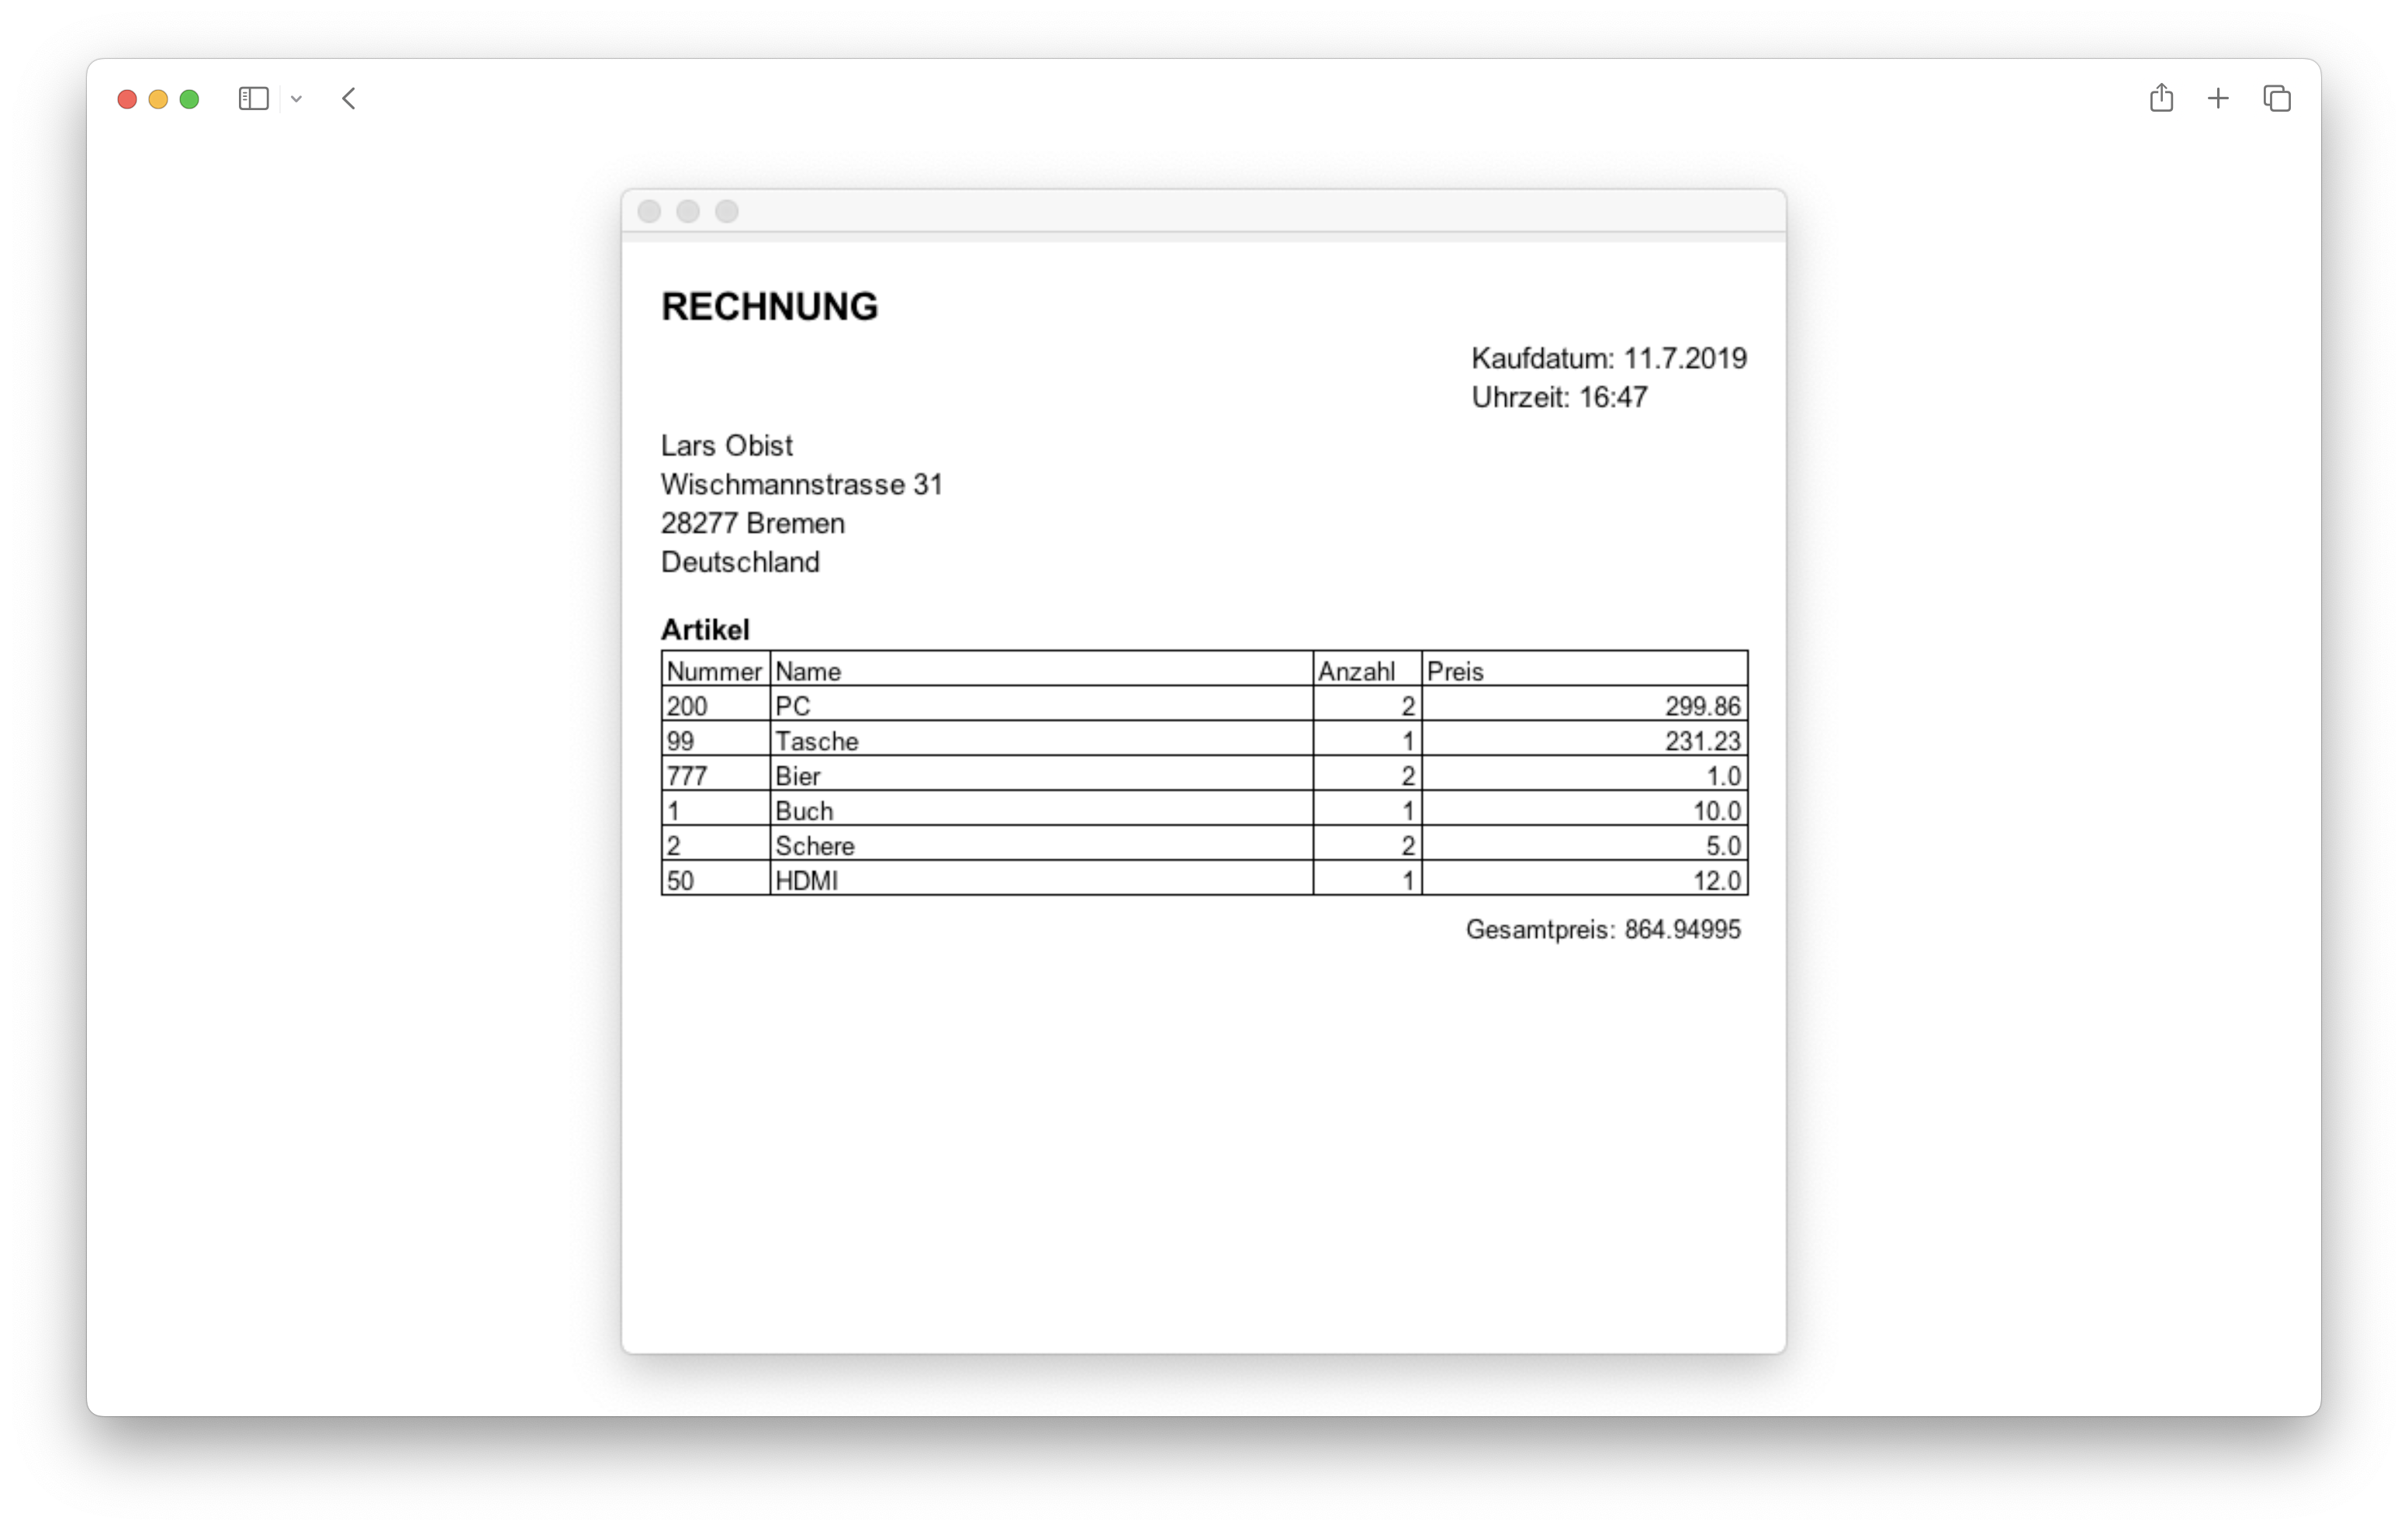 RECHNUNG
Kaufdatum: 11.7.2019
Uhrzeit: 16:47
Lars Obist
Wischmannstrasse 31
28277 Bremen
Deutschland
Artikel
Nummer Name Anzahl Preis
200 PC 2 299.86
99 Tasche 1 231.23
777 Bier 2 1.0
1 Buch 1 10.0
2 Schere 2 5.0
50 HDMI 1 12.0
Gesamtpreis: 864.94995